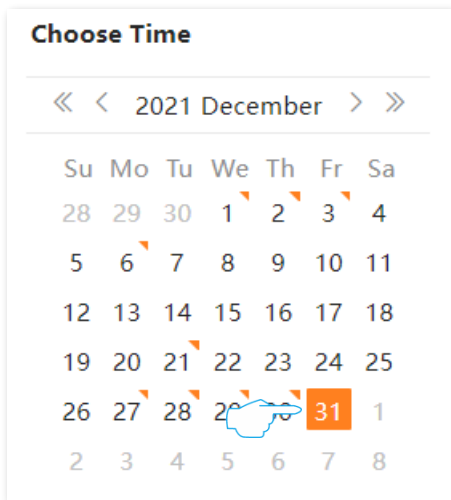 Choose Time
« < 2021 December > »
Su Mo Tu We Th Fr Sa
28 29 30 1 2 3 4
5 6 7 8 9 10 11
12 13 14 15 16 17 18
19 20 21 22 23 24 25
26 27 28 29 30 31 1
2 3 4 5 6 7 8